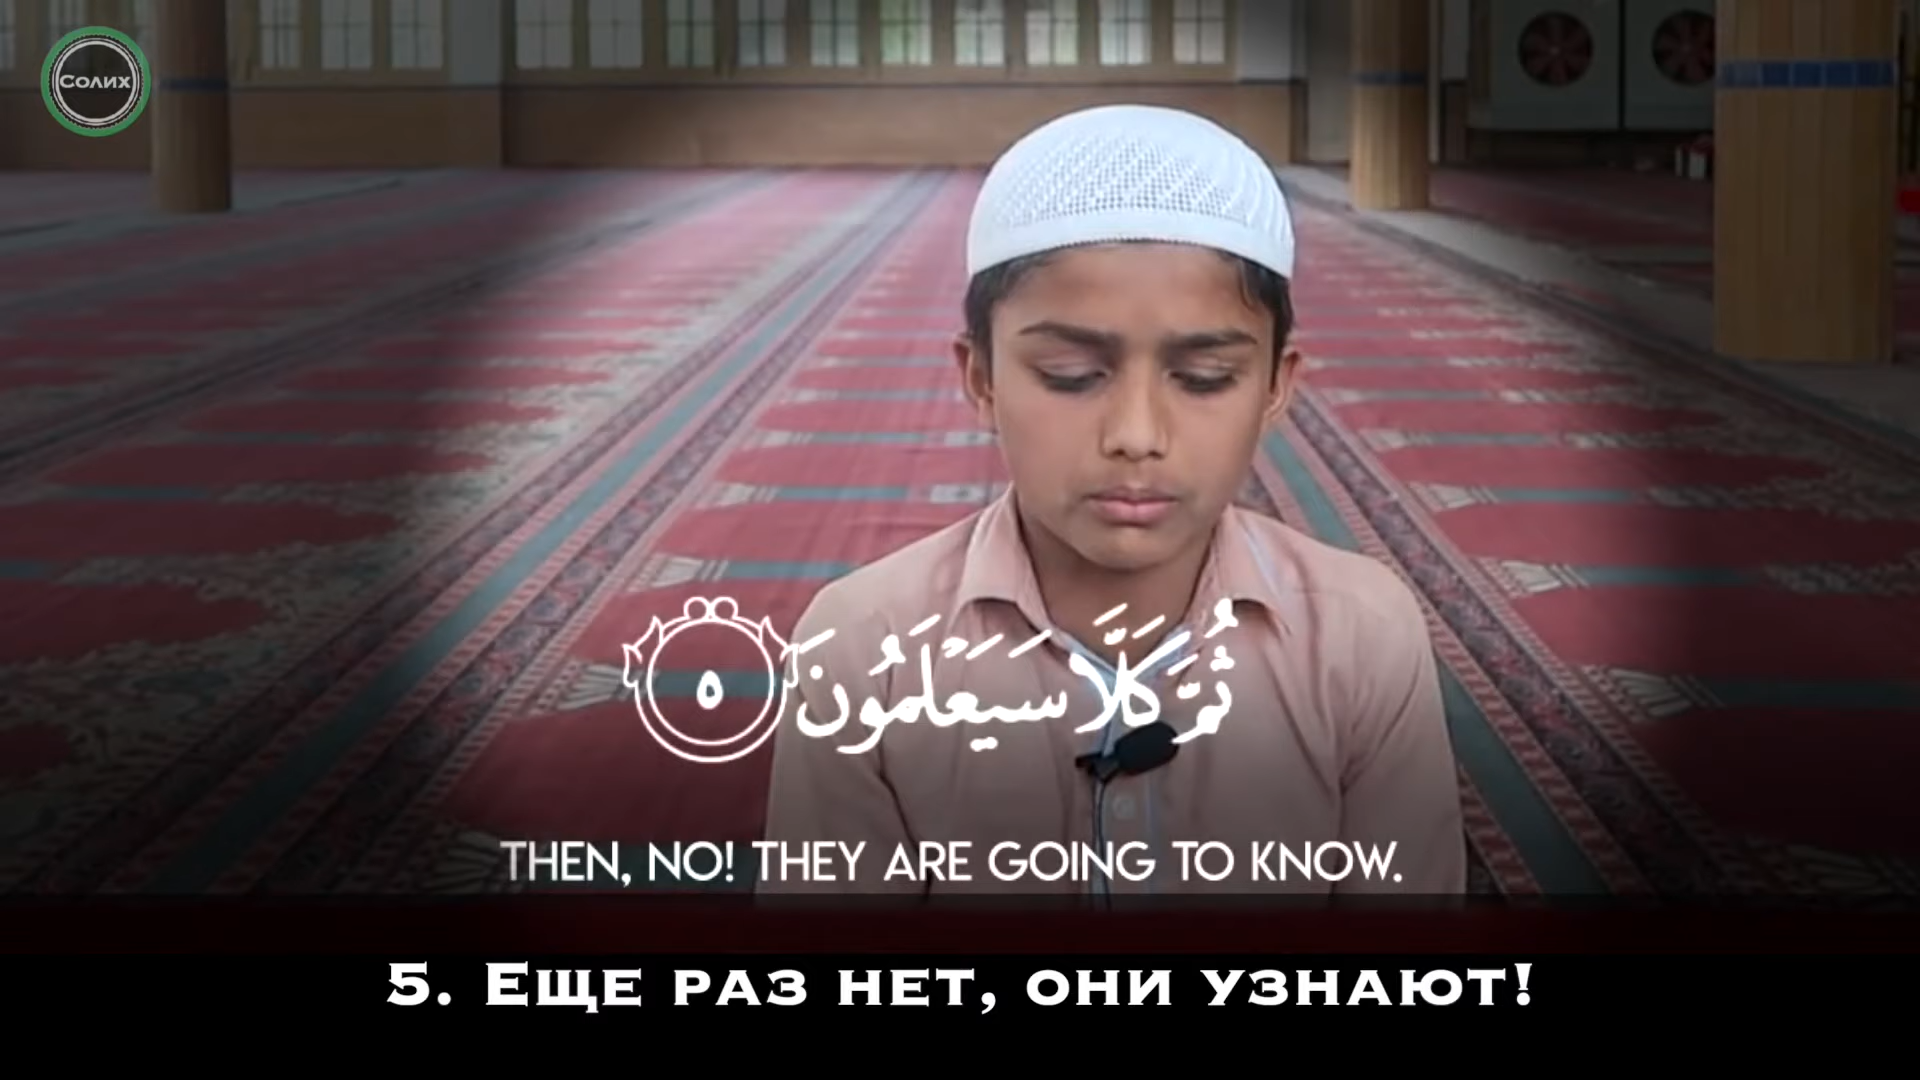 Солих
ثُمَّ كَلَّا سَيَعْلَمُونَ ٥
THEN, NO! THEY ARE GOING TO KNOW.
5. Еще раз нет, они узнают!